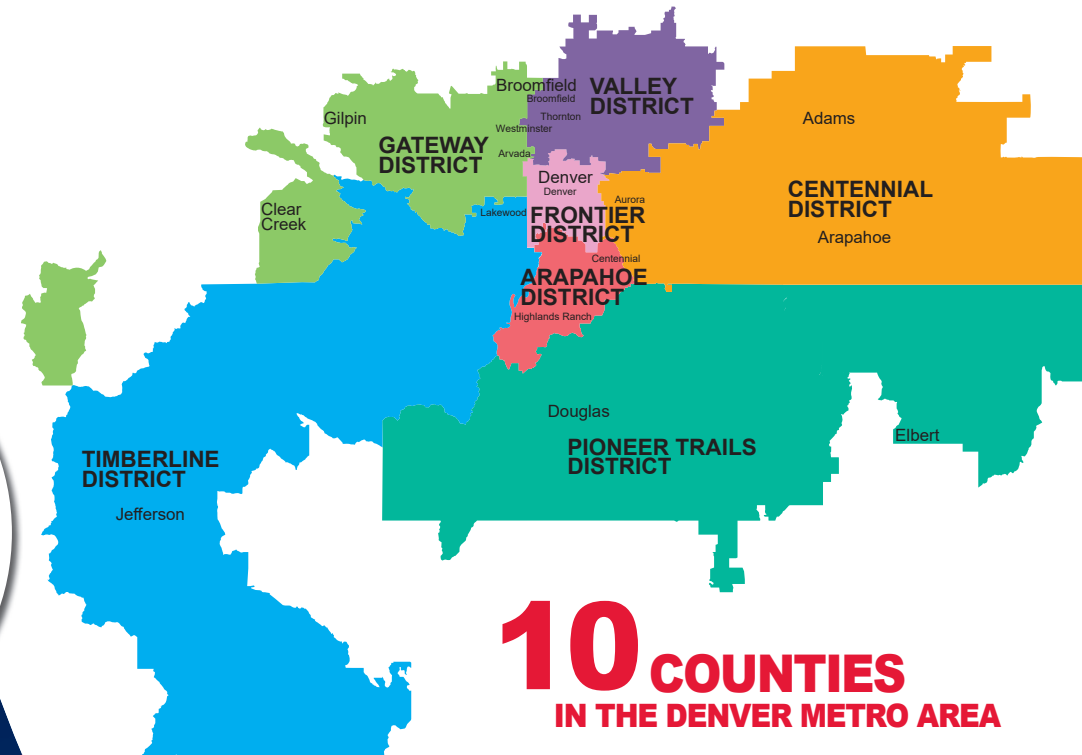 Broomfield
Broomfield
VALLEY
DISTRICT
Thornton
Westminster
Gilpin
GATEWAY
DISTRICT
Arvada
Adams
Denver
Denver
Clear
Creek
Lakewood
Aurora
FRONTIER
DISTRICT
CENTENNIAL
DISTRICT
Arapahoe
Centennial
ARAPAHOE
DISTRICT
Highlands Ranch
Douglas
PIONEER TRAILS
DISTRICT
Elbert
TIMBERLINE
DISTRICT
Jefferson
10 COUNTIES
IN THE DENVER METRO AREA